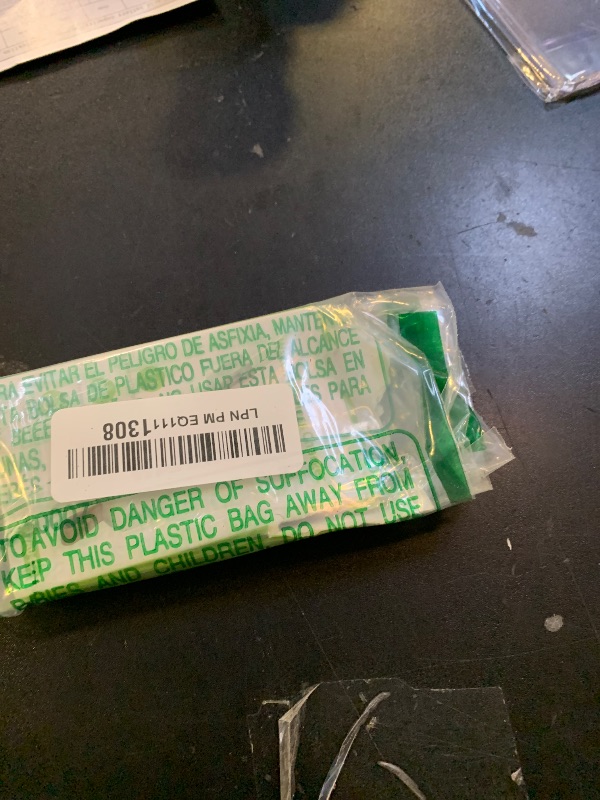 EVITAR EL PELIGRO DE ASFIXIA, MANTE
BOLSA DE PLASTICO FUERA DEL ALCANCE
USAR ESTA BOLSA EN
PARA
LPN PM EQ11111308
TO AVOID DANGER OF SUFFOCATION,
KEEP THIS PLASTIC BAG AWAY FROM
BABIES AND CHILDREN. DO NOT USE